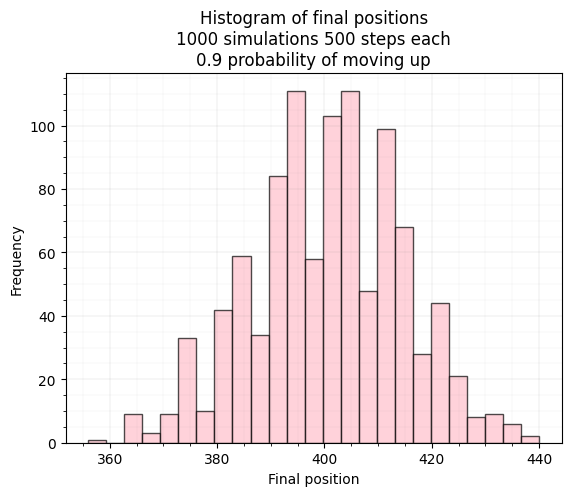 Histogram of final positions
1000 simulations 500 steps each
0.9 probability of moving up
Frequency
100
80
60
40
20
0
360 380 400 420 440
Final position